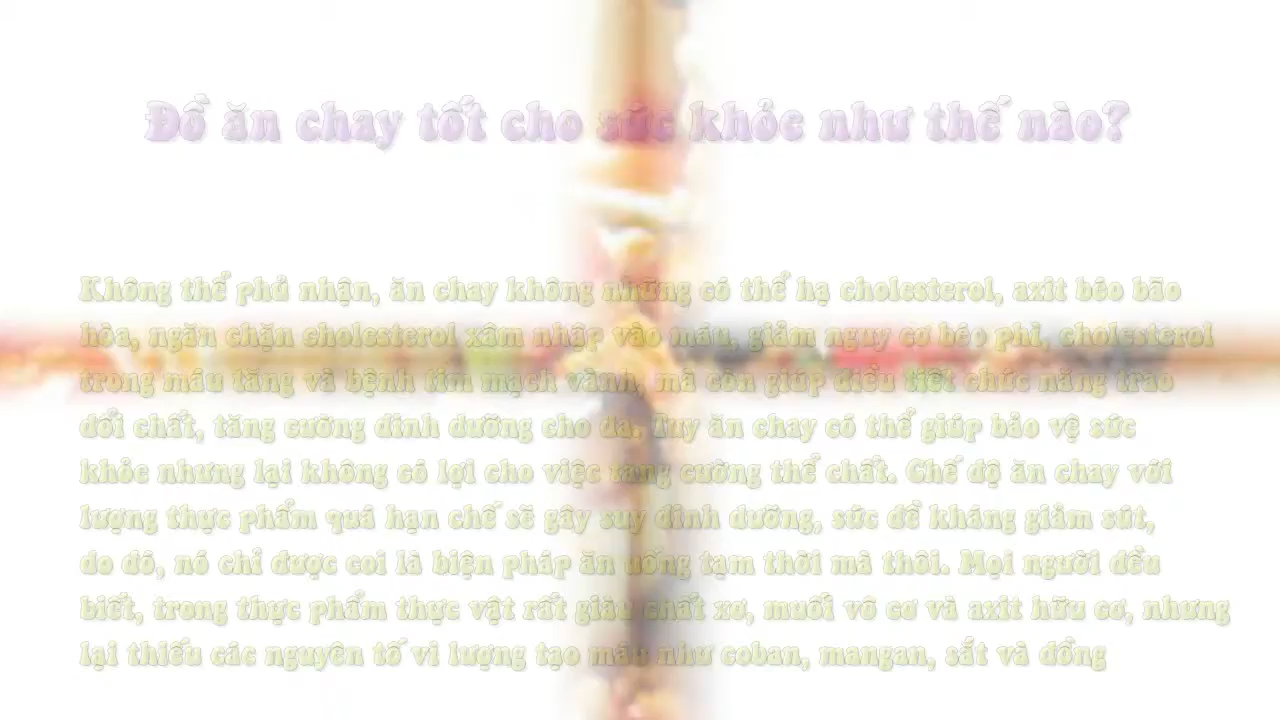 Đồ ăn chay tốt cho sức khỏe như thế nào?
Không thể phủ nhận, ăn chay không những có thể hạ cholesterol, axit béo bão
hòa, ngăn chặn cholesterol xâm nhập vào máu, giảm nguy cơ béo phì, cholesterol
trong máu tăng và bệnh tim mạch vành, mà còn giúp điều tiết chức năng trao
đổi chất, tăng cường dinh dưỡng cho da. Tuy ăn chay có thể giúp bảo vệ sức
khỏe nhưng lại không có lợi cho việc tăng cường thể chất. Chế độ ăn chay với
lượng thực phẩm quá hạn chế sẽ gây suy dinh dưỡng, sức đề kháng giảm sút,
do đó, nó chỉ được coi là biện pháp ăn uống tạm thời mà thôi. Mọi người đều
biết, trong thực phẩm thực vật rất giàu chất xơ, muối vô cơ và axit hữu cơ, nhưng
lại thiếu các nguyên tố vi lượng tạo máu như coban, mangan, sắt và đồng